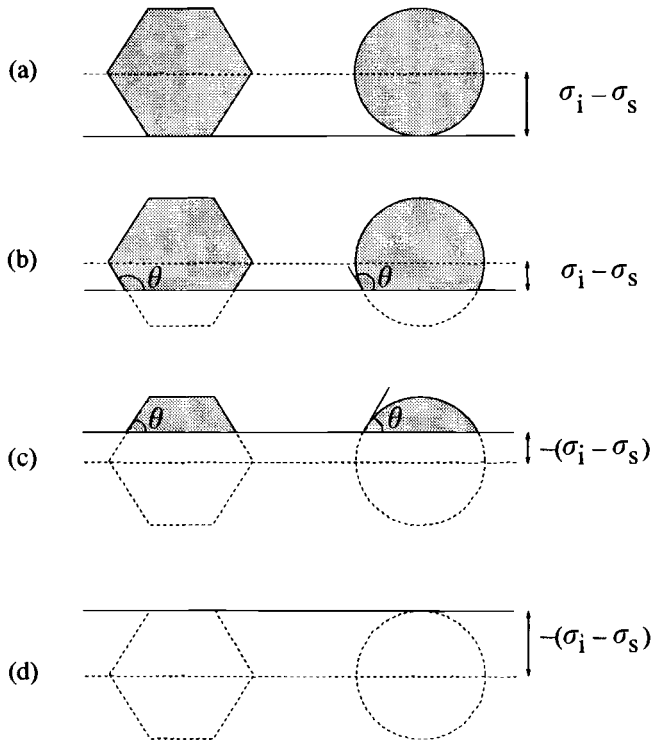 (a) σi – σs
(b) θ θ σi – σs
(c) θ θ –(σi – σs)
(d) –(σi – σs)